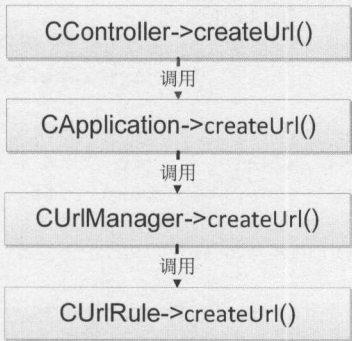 CController->createUrl()
调用
CApplication->createUrl()
调用
CUrlManager->createUrl()
调用
CUrlRule->createUrl()